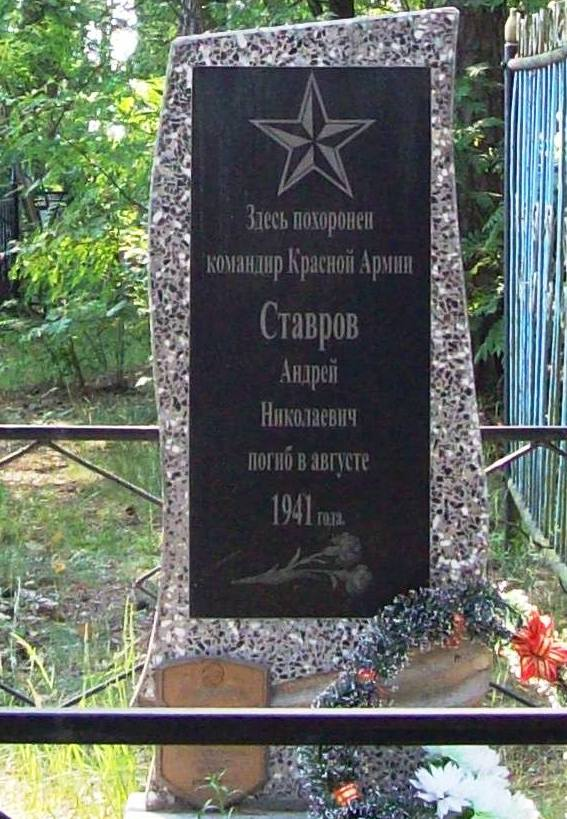 Здесь похоронен
командир Красной Армии
Ставров
Андрей
Николаевич
погиб в августе
1941 года.